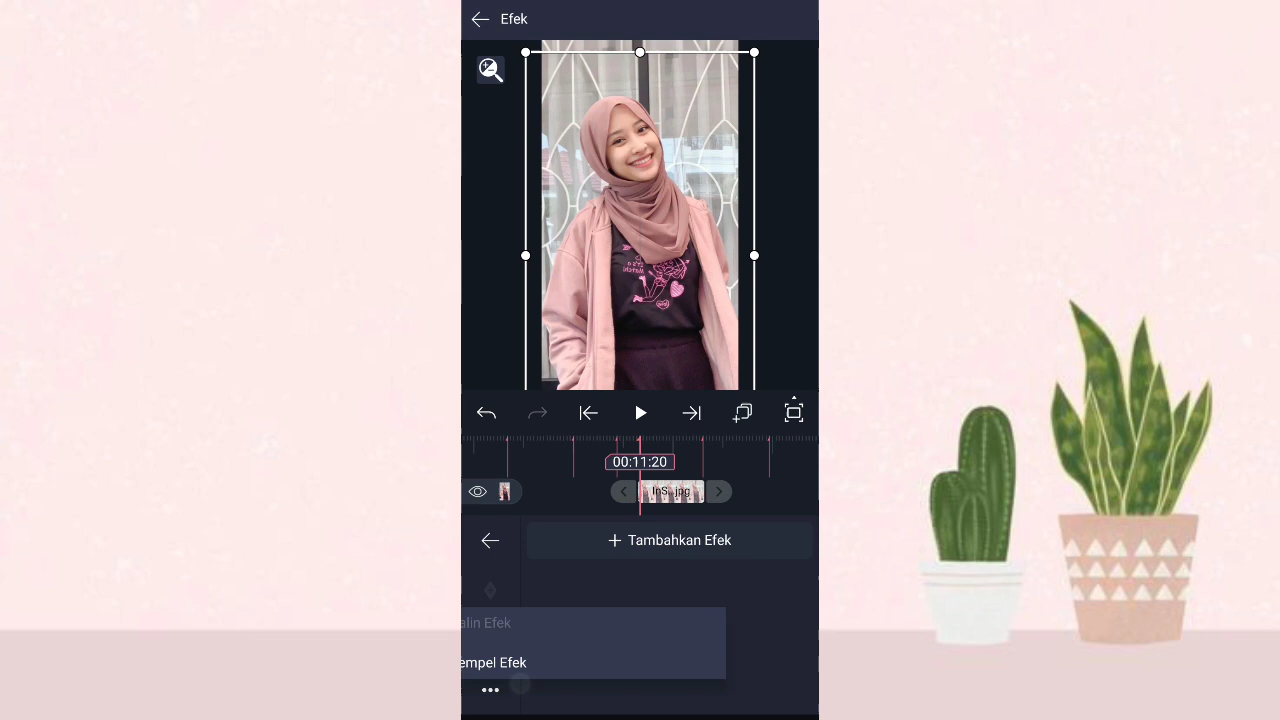 Efek
00:11:20
InS...jpg
+ Tambahkan Efek
alin Efek
empel Efek